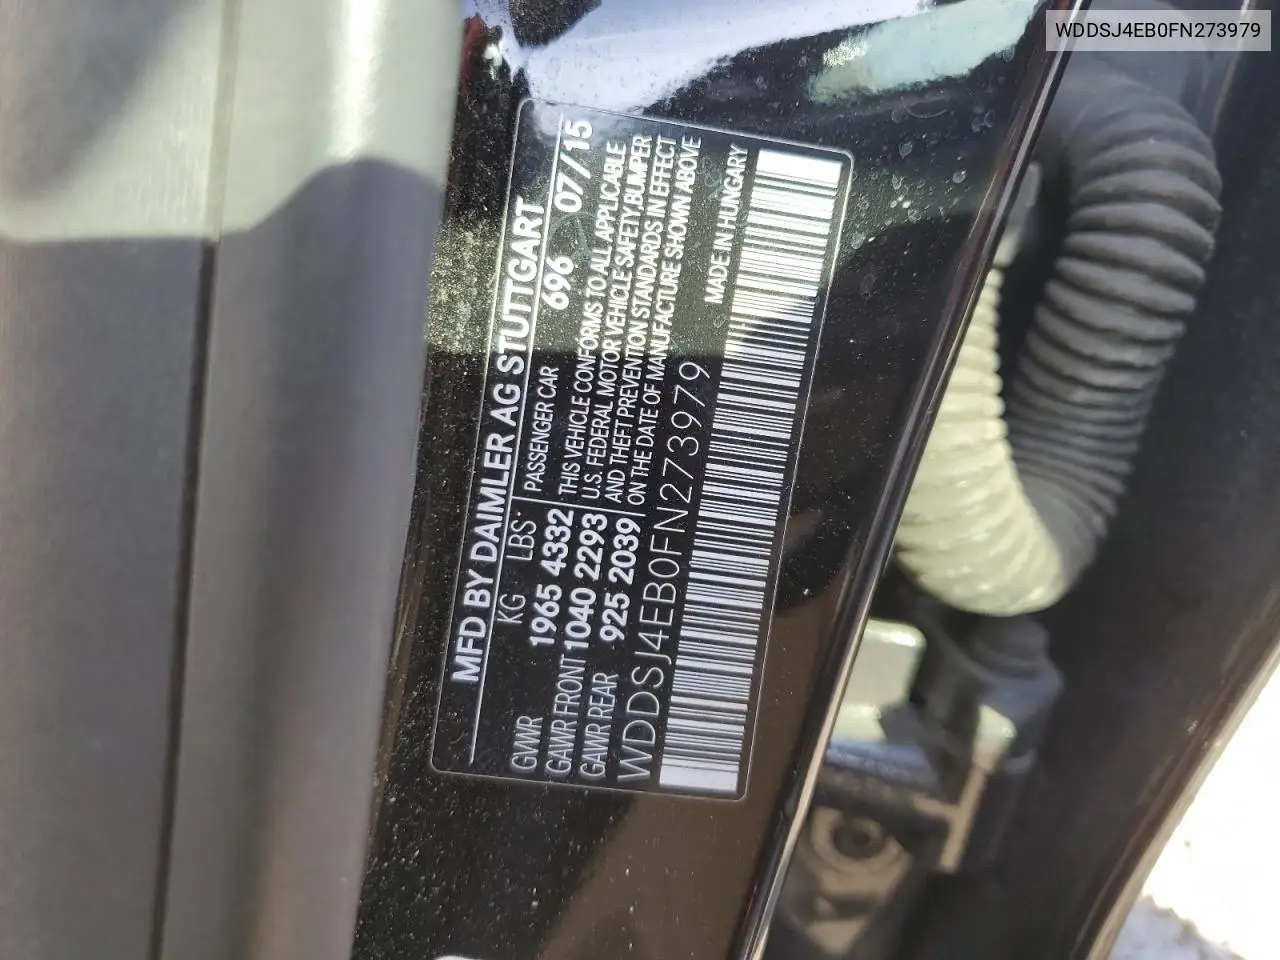 WDDSJ4EB0FN273979
MFD BY DAIMLER AG STUTTGART
KG LBS. PASSENGER CAR 696 07/15
GVWR 1965 4332 THIS VEHICLE CONFORMS TO ALL APPLICABLE
GAWR FRONT 1040 2293 U.S. FEDERAL MOTOR VEHICLE SAFETY, BUMPER
GAWR REAR 925 2039 AND THEFT PREVENTION STANDARDS IN EFFECT
ON THE DATE OF MANUFACTURE SHOWN ABOVE
WDDSJ4EB0FN273979 MADE IN HUNGARY